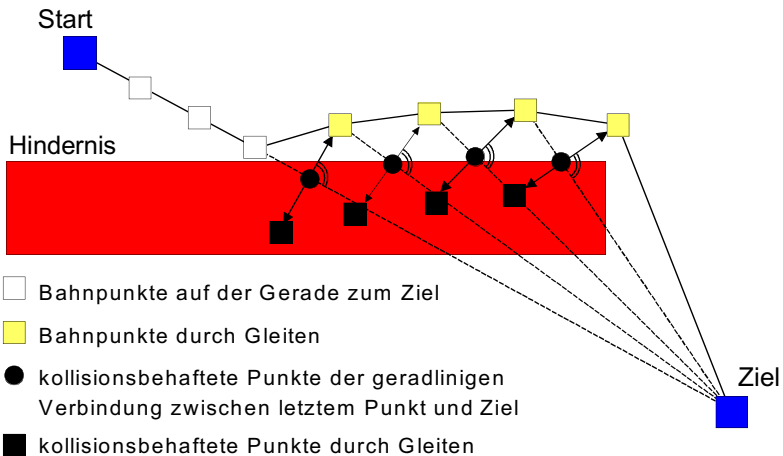 Start
Hindernis
Bahnpunkte auf der Gerade zum Ziel
Bahnpunkte durch Gleiten
kollisionsbehaftete Punkte der geradlinigen
Verbindung zwischen letztem Punkt und Ziel
kollisionsbehaftete Punkte durch Gleiten
Ziel